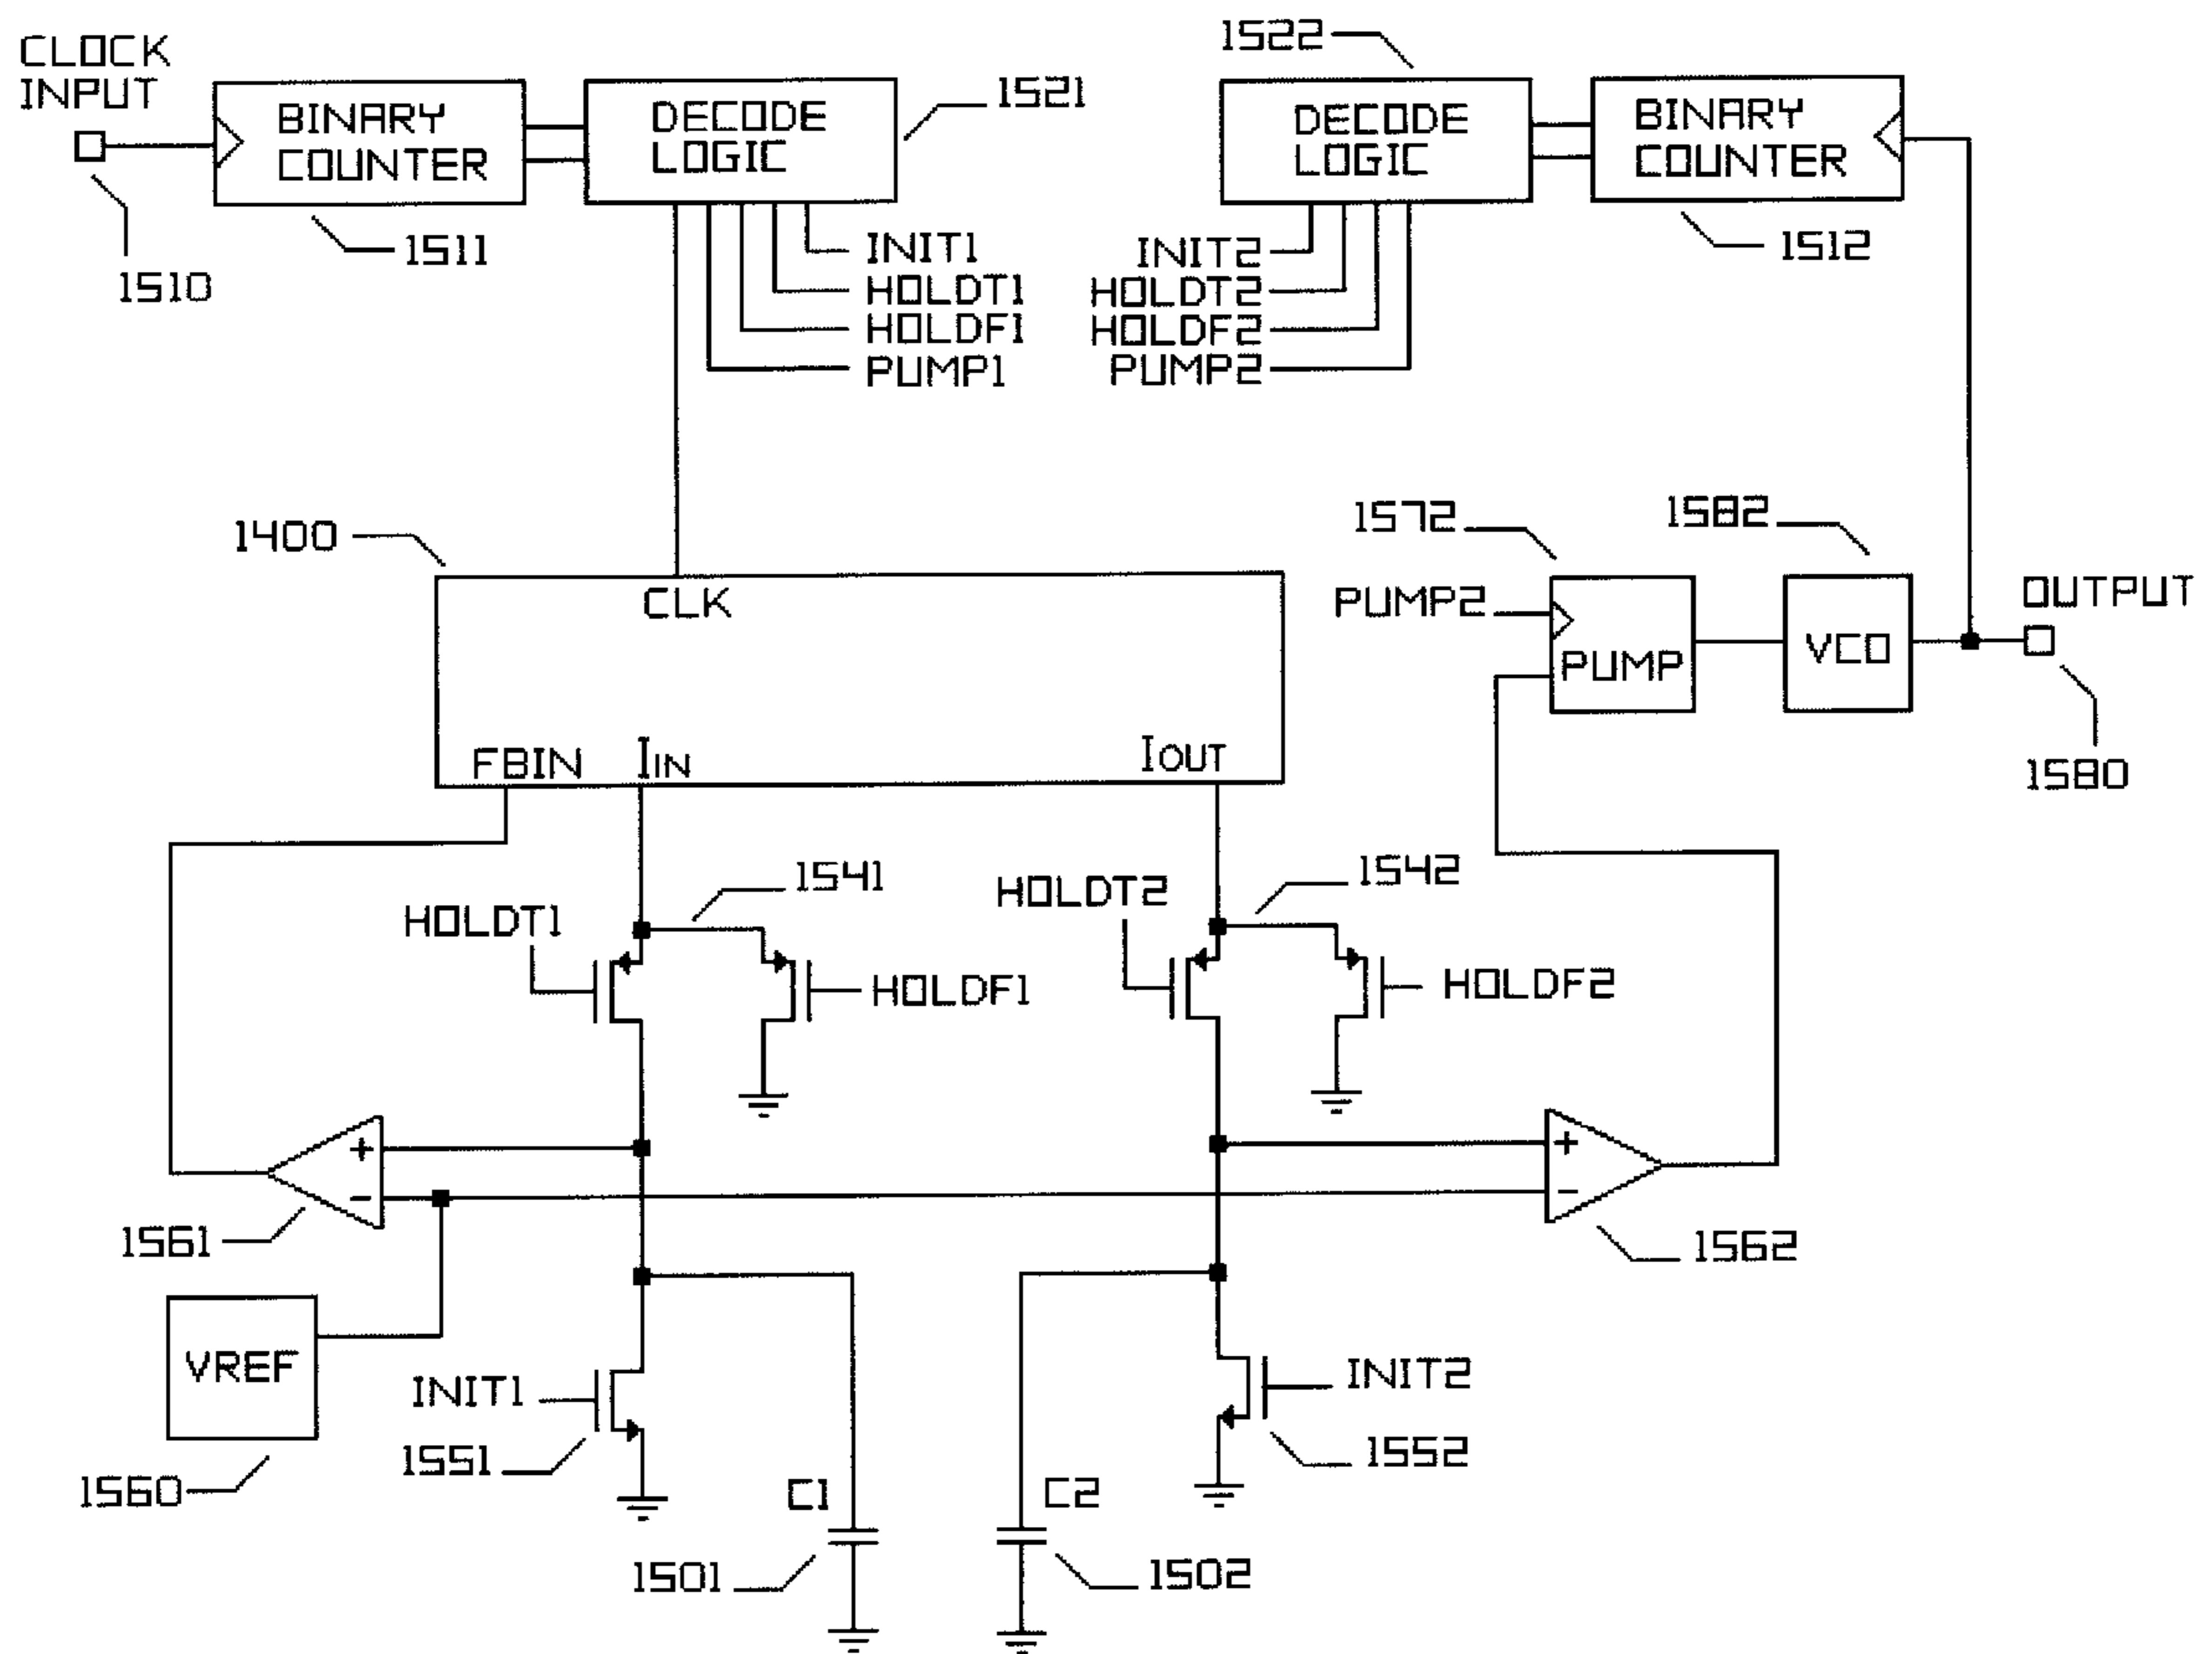 CLOCK
INPUT
1510
BINARY
COUNTER
1511
DECODE
LOGIC
1521
INIT1
HOLDT1
HOLDF1
PUMP1
1522
DECODE
LOGIC
BINARY
COUNTER
1512
INIT2
HOLDT2
HOLDF2
PUMP2
1400
CLK
FBIN
IIN
IOUT
1572
PUMP2
PUMP
1582
VCO
OUTPUT
1580
HOLDT1
1541
HOLDF1
HOLDT2
1542
HOLDF2
+
−
1561
+
−
1562
VREF
1560
INIT1
1551
C1
1501
C2
1502
INIT2
1552